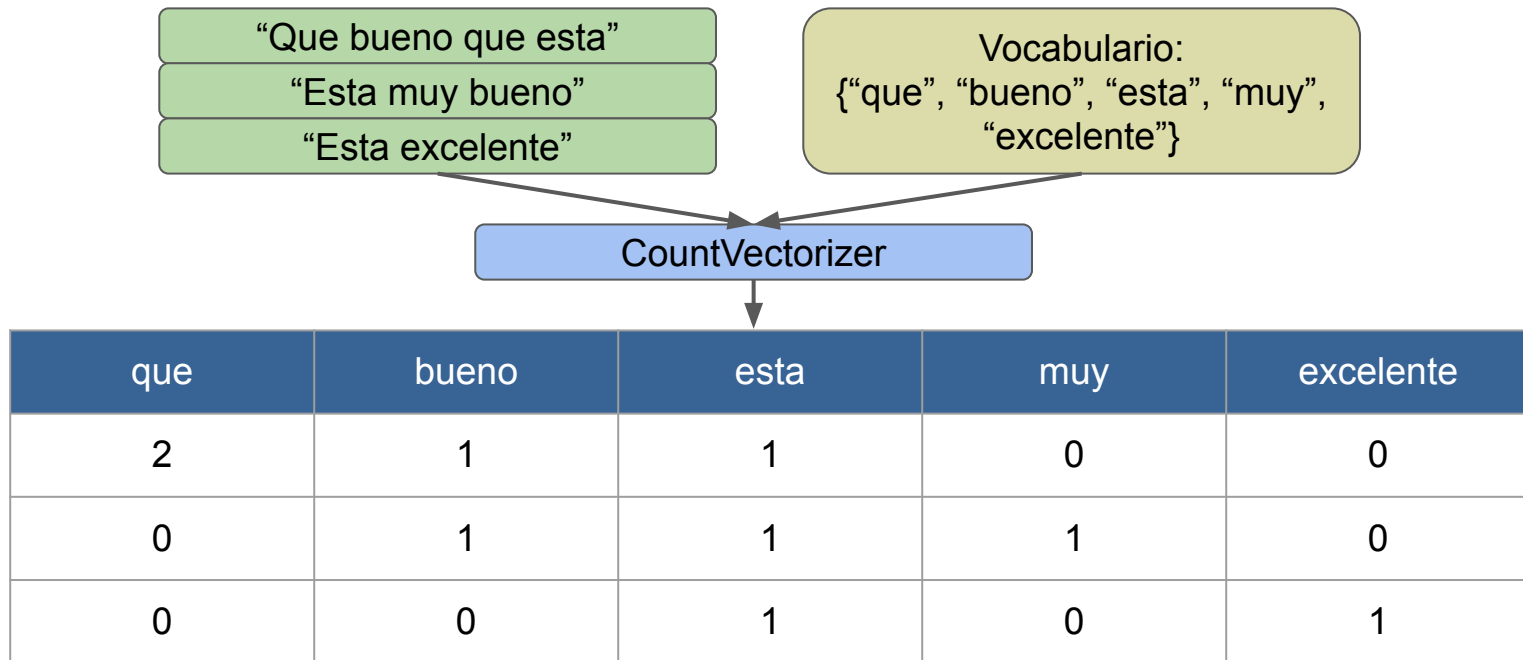 “Que bueno que esta”
“Esta muy bueno”
“Esta excelente”
Vocabulario:
{“que”, “bueno”, “esta”, “muy”,
“excelente”}
CountVectorizer
que bueno esta muy excelente
2 1 1 0 0
0 1 1 1 0
0 0 1 0 1